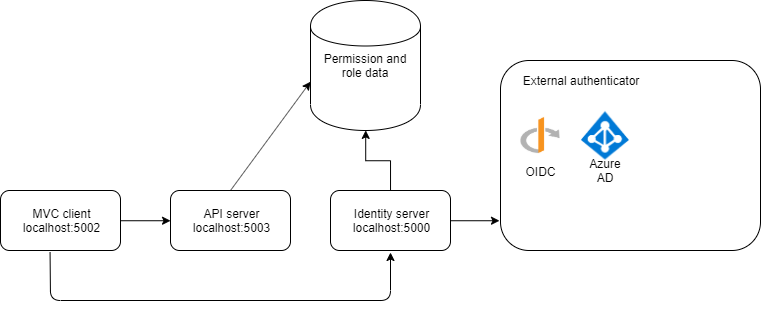 Permission and
role data
External authenticator
OIDC
Azure
AD
MVC client
localhost:5002
API server
localhost:5003
Identity server
localhost:5000